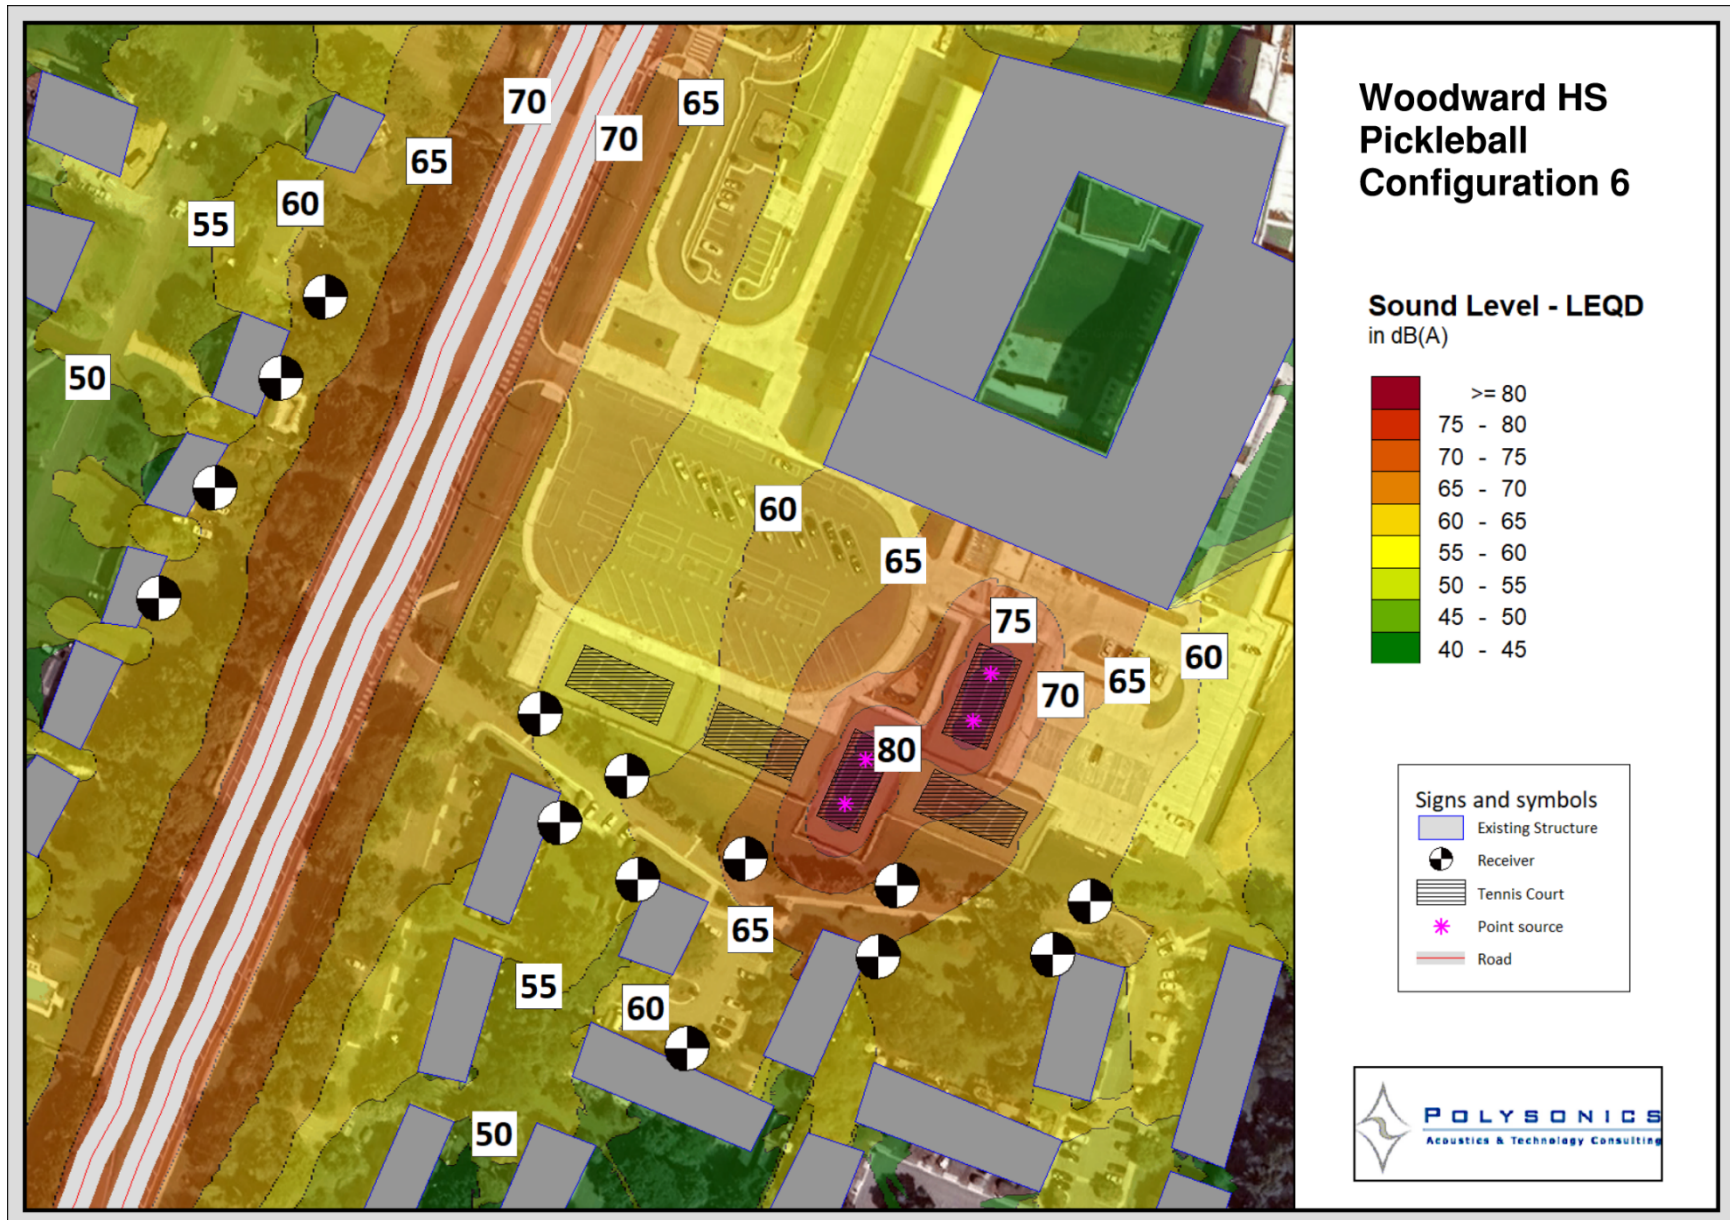 Woodward HS
Pickleball
Configuration 6
Sound Level - LEQD
in dB(A)
>= 80
75 - 80
70 - 75
65 - 70
60 - 65
55 - 60
50 - 55
45 - 50
40 - 45
Signs and symbols
Existing Structure
Receiver
Tennis Court
Point source
Road
POLYSONICS
Acoustics & Technology Consulting
70
65
70
65
60
55
50
60
65
75
60
65
70
80
65
55
60
50